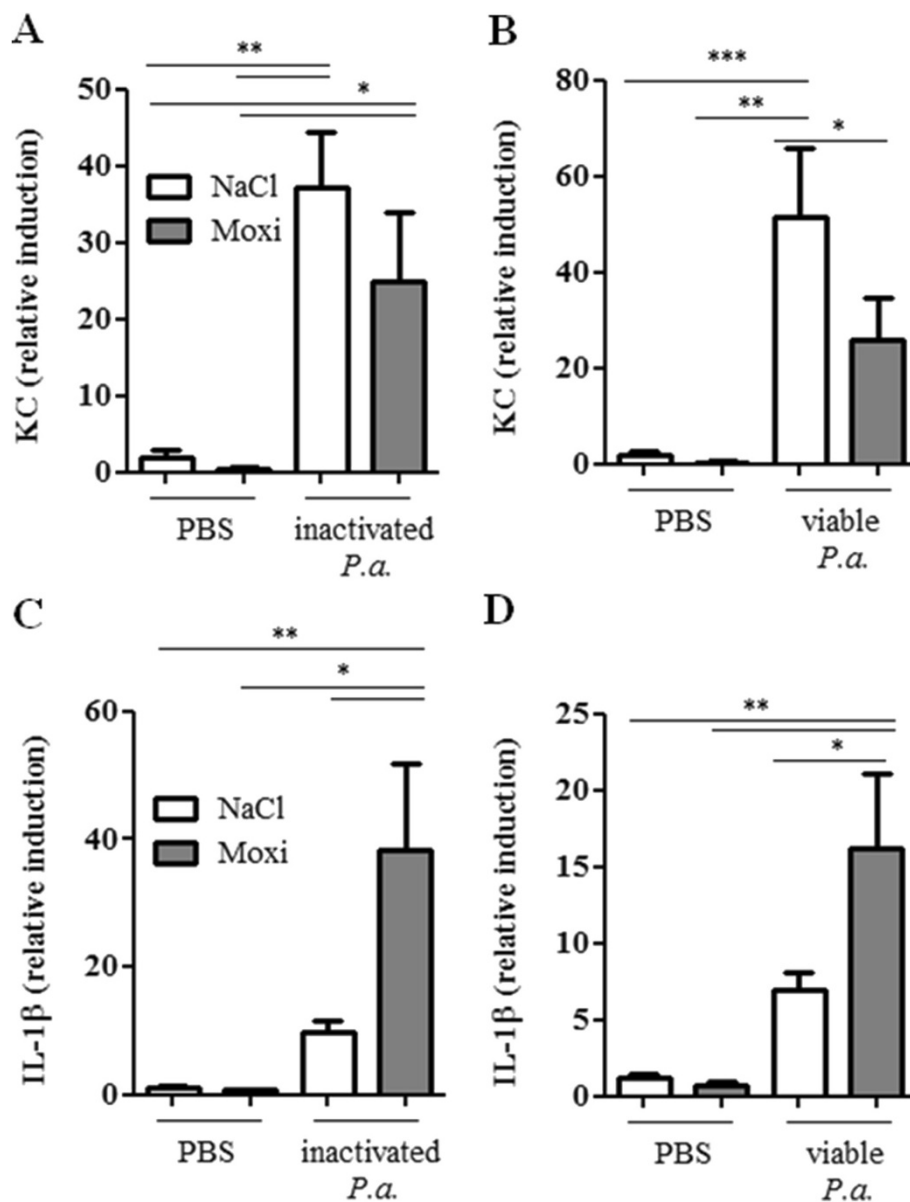 A
**
*
KC (relative induction)
50
40
30
20
10
0
NaCl
Moxi
PBS
inactivated
P.a.
B
***
**
*
KC (relative induction)
80
60
40
20
0
PBS
viable
P.a.
C
**
*
IL-1β (relative induction)
60
40
20
0
NaCl
Moxi
PBS
inactivated
P.a.
D
**
*
IL-1β (relative induction)
25
20
15
10
5
0
PBS
viable
P.a.